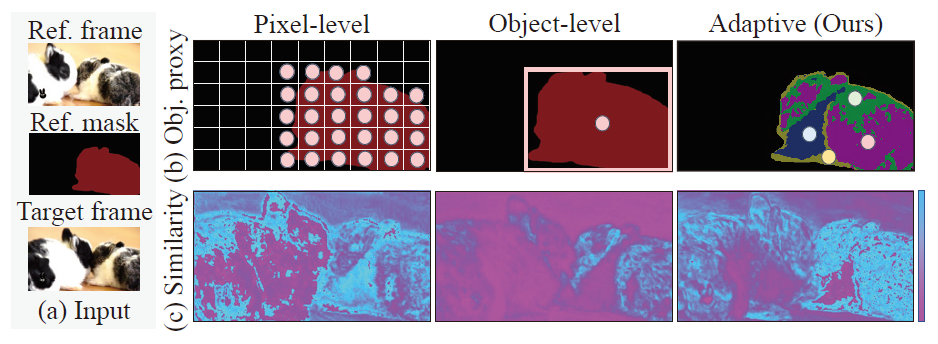 Ref. frame
Ref. mask
Target frame
(a) Input
(b) Obj. proxy
(c) Similarity
Pixel-level
Object-level
Adaptive (Ours)